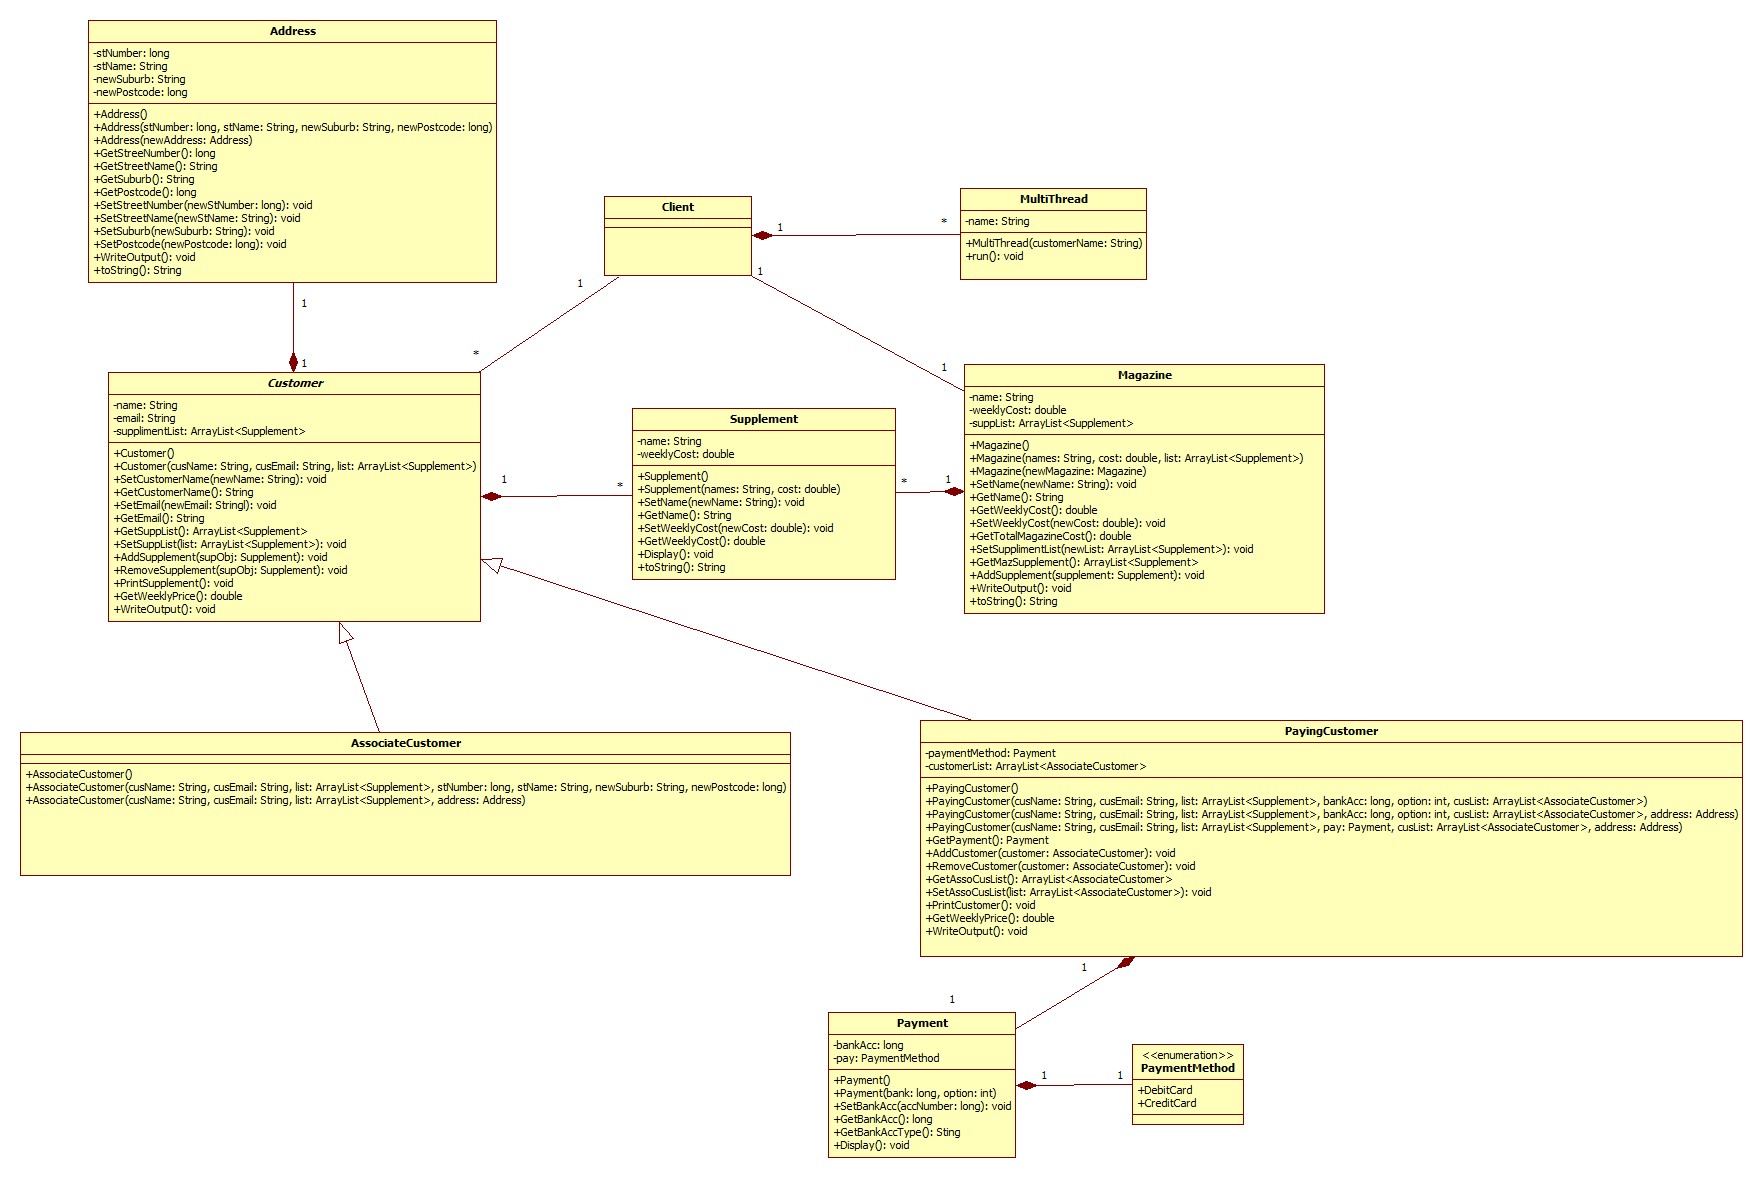 Address
-stNumber: long
-stName: String
-newSuburb: String
-newPostcode: long
+Address()
+Address(stNumber: long, stName: String, newSuburb: String, newPostcode: long)
+Address(newAddress: Address)
+GetStreeNumber(): long
+GetStreetName(): String
+GetSuburb(): String
+GetPostcode(): long
+SetStreetNumber(newStNumber: long): void
+SetStreetName(newStName: String): void
+SetSuburb(newSuburb: String): void
+SetPostcode(newPostcode: long): void
+WriteOutput(): void
+toString(): String
1
1
Client
1
*
MultiThread
-name: String
+MultiThread(customerName: String)
+run(): void
1
*
1
1
Customer
-name: String
-email: String
-supplimentList: ArrayList<Supplement>
+Customer()
+Customer(cusName: String, cusEmail: String, list: ArrayList<Supplement>)
+SetCustomerName(newName: String): void
+GetCustomerName(): String
+SetEmail(newEmail: Stringl): void
+GetEmail(): String
+GetSuppList(): ArrayList<Supplement>
+SetSuppList(list: ArrayList<Supplement>): void
+AddSupplement(supObj: Supplement): void
+RemoveSupplement(supObj: Supplement): void
+PrintSupplement(): void
+GetWeeklyPrice(): double
+WriteOutput(): void
1
*
Supplement
-name: String
-weeklyCost: double
+Supplement()
+Supplement(names: String, cost: double)
+SetName(newName: String): void
+GetName(): String
+SetWeeklyCost(newCost: double): void
+GetWeeklyCost(): double
+Display(): void
+toString(): String
*
1
Magazine
-name: String
-weeklyCost: double
-suppList: ArrayList<Supplement>
+Magazine()
+Magazine(names: String, cost: double, list: ArrayList<Supplement>)
+Magazine(newMagazine: Magazine)
+SetName(newName: String): void
+GetName(): String
+GetWeeklyCost(): double
+SetWeeklyCost(newCost: double): void
+GetTotalMagazineCost(): double
+SetSupplimentList(newList: ArrayList<Supplement>): void
+GetMazSupplement(): ArrayList<Supplement>
+AddSupplement(supplement: Supplement): void
+WriteOutput(): void
+toString(): String
AssociateCustomer
+AssociateCustomer()
+AssociateCustomer(cusName: String, cusEmail: String, list: ArrayList<Supplement>, stNumber: long, stName: String, newSuburb: String, newPostcode: long)
+AssociateCustomer(cusName: String, cusEmail: String, list: ArrayList<Supplement>, address: Address)
PayingCustomer
-paymentMethod: Payment
-customerList: ArrayList<AssociateCustomer>
+PayingCustomer()
+PayingCustomer(cusName: String, cusEmail: String, list: ArrayList<Supplement>, bankAcc: long, option: int, cusList: ArrayList<AssociateCustomer>)
+PayingCustomer(cusName: String, cusEmail: String, list: ArrayList<Supplement>, bankAcc: long, option: int, cusList: ArrayList<AssociateCustomer>, address: Address)
+PayingCustomer(cusName: String, cusEmail: String, list: ArrayList<Supplement>, pay: Payment, cusList: ArrayList<AssociateCustomer>, address: Address)
+GetPayment(): Payment
+AddCustomer(customer: AssociateCustomer): void
+RemoveCustomer(customer: AssociateCustomer): void
+GetAssoCusList(): ArrayList<AssociateCustomer>
+SetAssoCusList(list: ArrayList<AssociateCustomer>): void
+PrintCustomer(): void
+GetWeeklyPrice(): double
+WriteOutput(): void
1
1
Payment
-bankAcc: long
-pay: PaymentMethod
+Payment()
+Payment(bank: long, option: int)
+SetBankAcc(accNumber: long): void
+GetBankAcc(): long
+GetBankAccType(): Sting
+Display(): void
1
1
<<enumeration>>
PaymentMethod
+DebitCard
+CreditCard